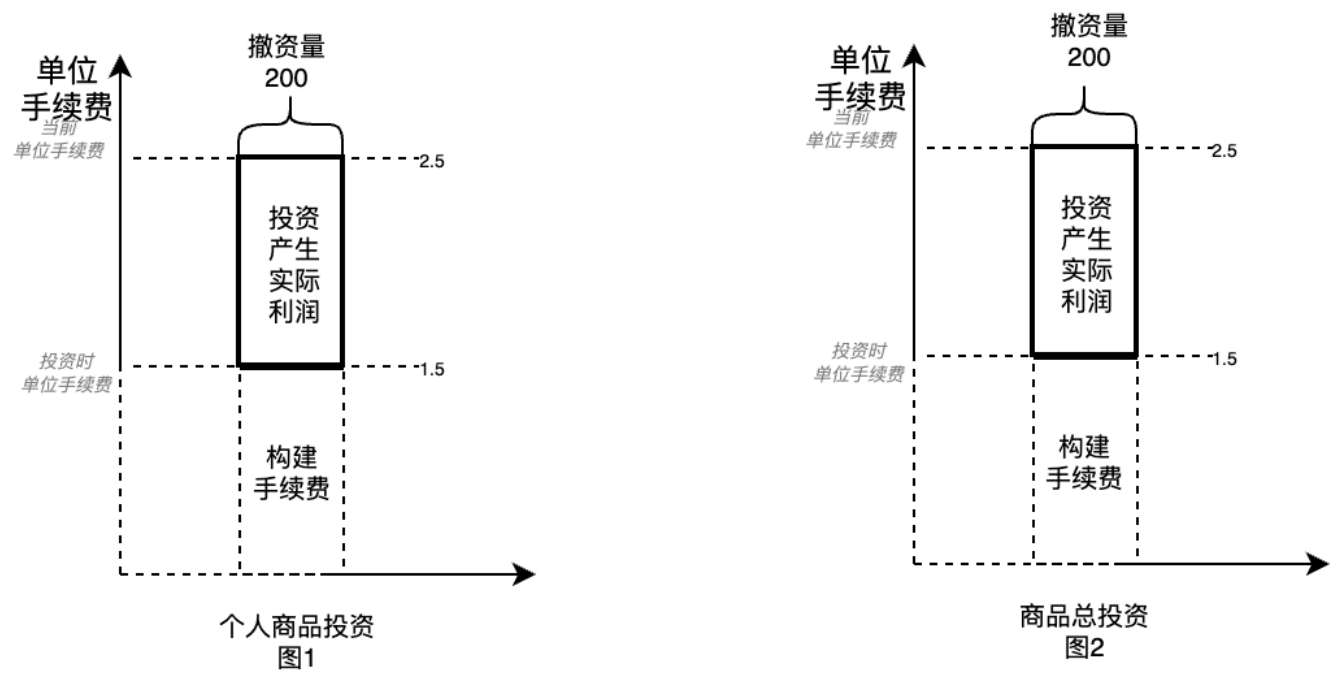 撤资量
200
单位
手续费
当前
单位手续费
2.5
投资
产生
实际
利润
投资时
单位手续费
1.5
构建
手续费
个人商品投资
图1
撤资量
200
单位
手续费
当前
单位手续费
2.5
投资
产生
实际
利润
投资时
单位手续费
1.5
构建
手续费
商品总投资
图2